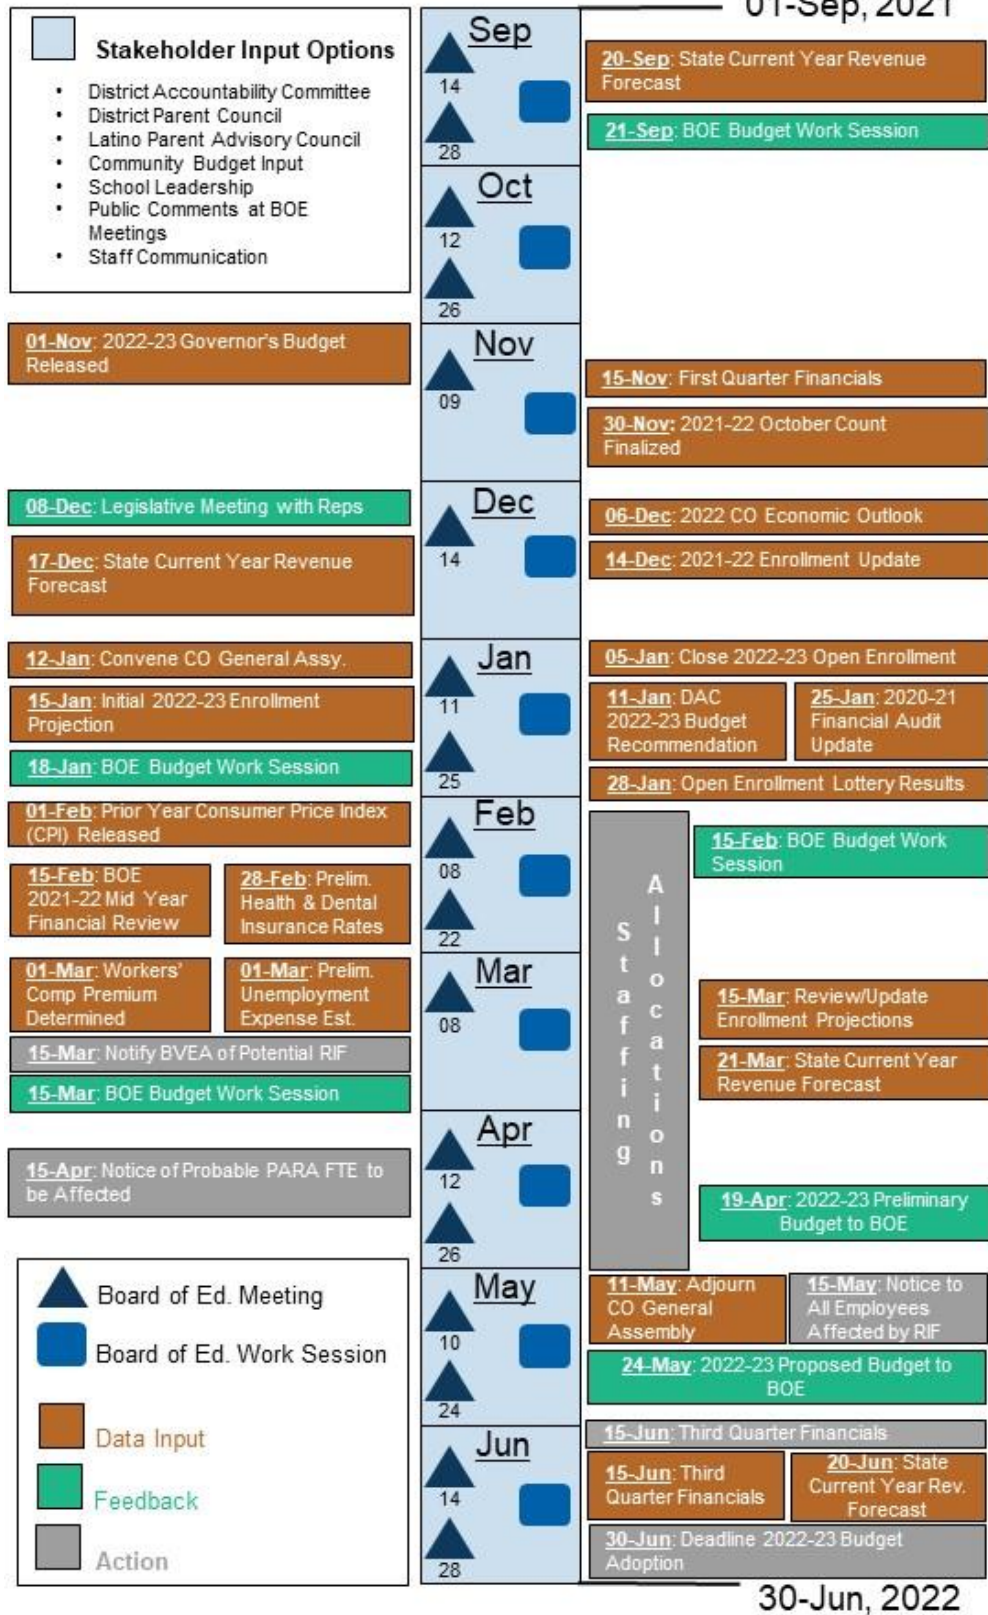 01-Sep, 2021
Stakeholder Input Options
• District Accountability Committee
• District Parent Council
• Latino Parent Advisory Council
• Community Budget Input
• School Leadership
• Public Comments at BOE
Meetings
• Staff Communication
Sep
14
28
20-Sep: State Current Year Revenue
Forecast
21-Sep: BOE Budget Work Session
Oct
12
26
01-Nov: 2022-23 Governor's Budget
Released
Nov
09
15-Nov: First Quarter Financials
30-Nov: 2021-22 October Count
Finalized
08-Dec: Legislative Meeting with Reps
17-Dec: State Current Year Revenue
Forecast
Dec
14
06-Dec: 2022 CO Economic Outlook
14-Dec: 2021-22 Enrollment Update
12-Jan: Convene CO General Assy.
15-Jan: Initial 2022-23 Enrollment
Projection
18-Jan: BOE Budget Work Session
Jan
11
25
05-Jan: Close 2022-23 Open Enrollment
11-Jan: DAC
2022-23 Budget
Recommendation
25-Jan: 2020-21
Financial Audit
Update
28-Jan: Open Enrollment Lottery Results
01-Feb: Prior Year Consumer Price Index
(CPI) Released
15-Feb: BOE
2021-22 Mid Year
Financial Review
28-Feb: Prelim.
Health & Dental
Insurance Rates
Feb
08
22
Staffing
Allocations
15-Feb: BOE Budget Work
Session
01-Mar: Workers'
Comp Premium
Determined
01-Mar: Prelim.
Unemployment
Expense Est.
15-Mar: Notify BVEA of Potential RIF
15-Mar: BOE Budget Work Session
Mar
08
15-Mar: Review/Update
Enrollment Projections
21-Mar: State Current Year
Revenue Forecast
15-Apr: Notice of Probable PARA FTE to
be Affected
Apr
12
26
19-Apr: 2022-23 Preliminary
Budget to BOE
Board of Ed. Meeting
Board of Ed. Work Session
Data Input
Feedback
Action
May
10
24
11-May: Adjourn
CO General
Assembly
15-May: Notice to
All Employees
Affected by RIF
24-May: 2022-23 Proposed Budget to
BOE
Jun
14
28
15-Jun: Third Quarter Financials
15-Jun: Third
Quarter Financials
20-Jun: State
Current Year Rev.
Forecast
30-Jun: Deadline 2022-23 Budget
Adoption
30-Jun, 2022